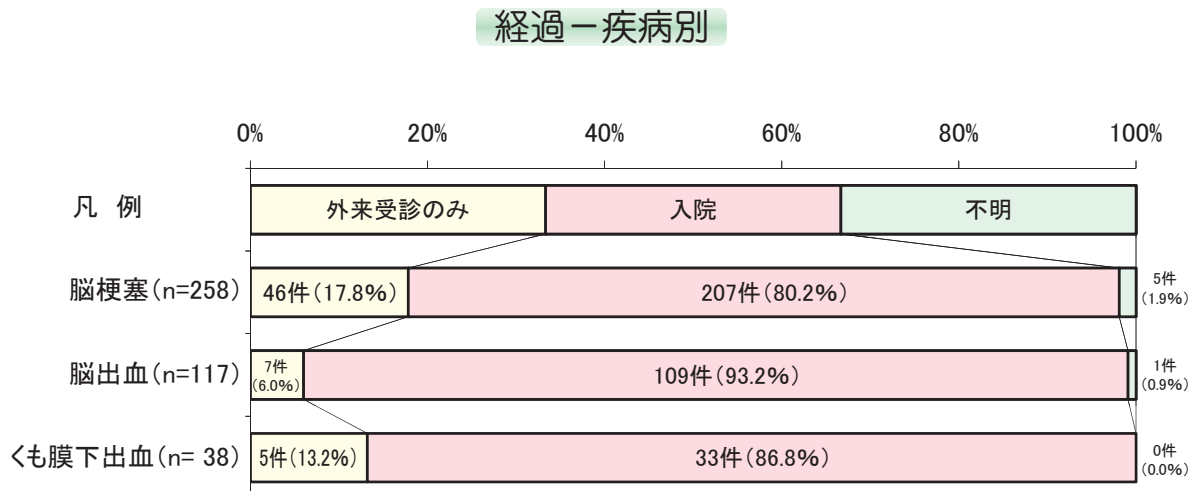 経過－疾病別
0% 20% 40% 60% 80% 100%
凡 例 外来受診のみ 入院 不明
脳梗塞(n=258) 46件(17.8%) 207件(80.2%) 5件
(1.9%)
脳出血(n=117) 7件
(6.0%) 109件(93.2%) 1件
(0.9%)
くも膜下出血(n= 38) 5件(13.2%) 33件(86.8%) 0件
(0.0%)